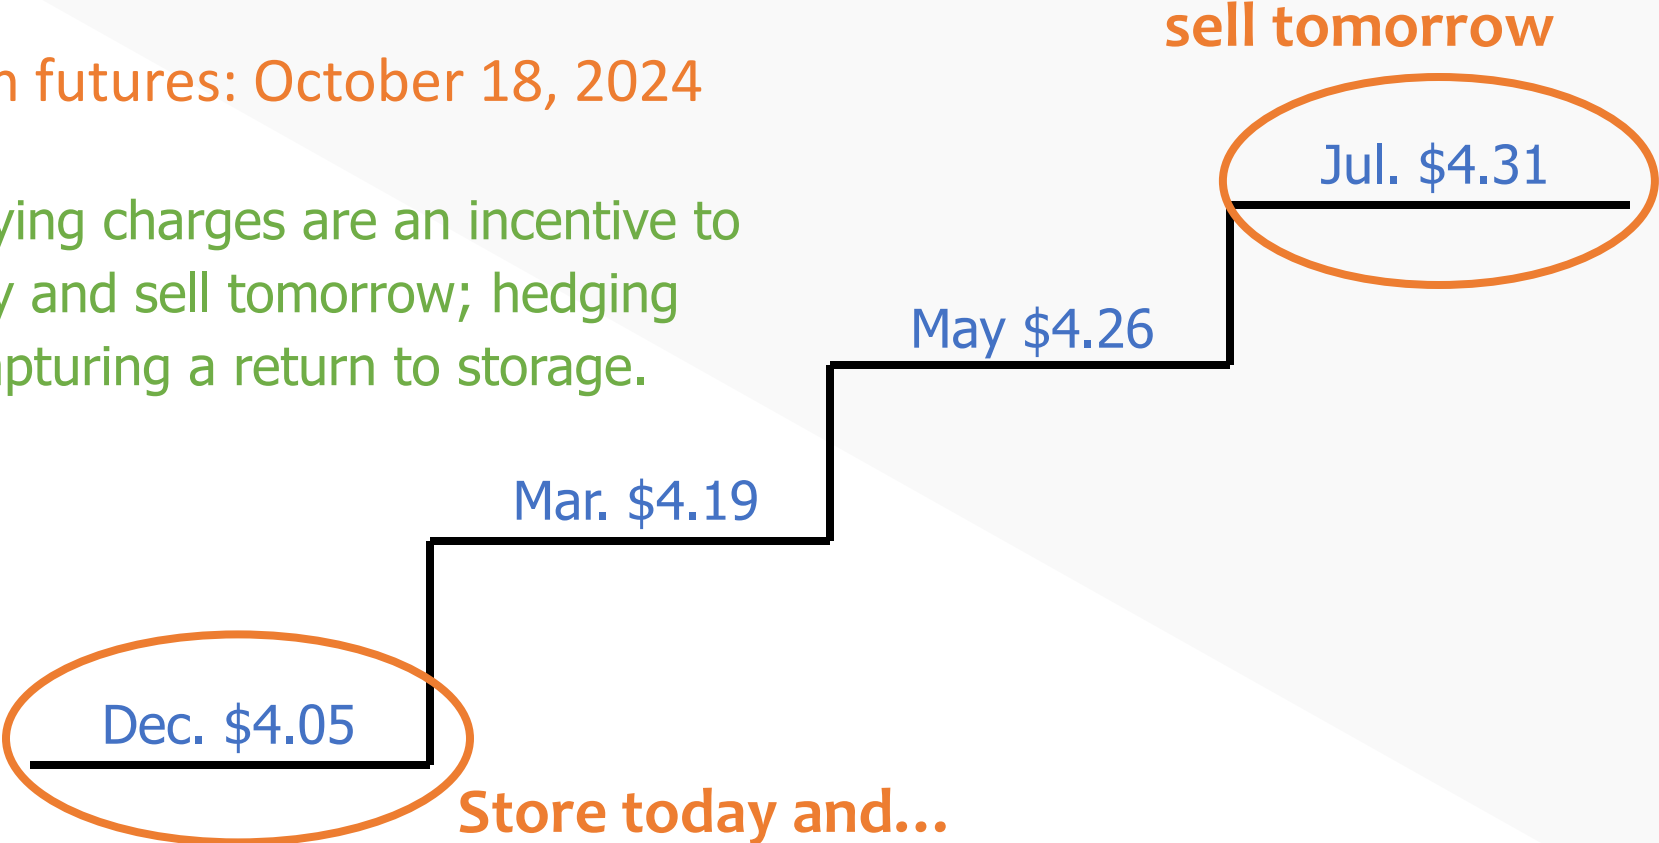 sell tomorrow
n futures: October 18, 2024
Jul. $4.31
ying charges are an incentive to
y and sell tomorrow; hedging
May $4.26
pturing a return to storage.
Mar. $4.19
Dec. $4.05
Store today and...